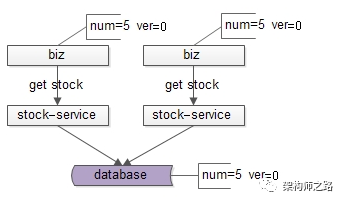 num=5 ver=0
num=5 ver=0
biz
biz
get stock
get stock
stock-service
stock-service
database
num=5 ver=0
架构师之路